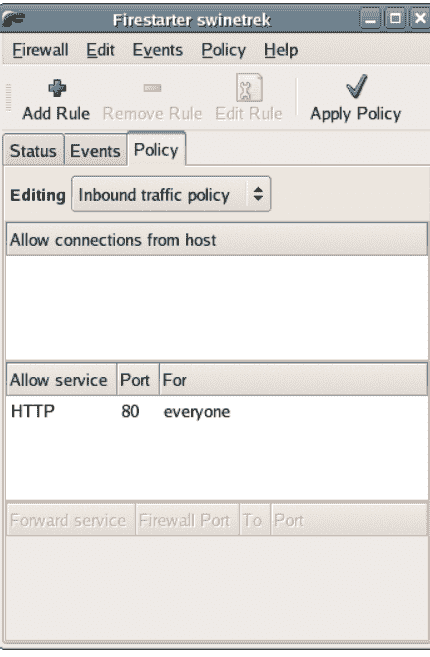 Firestarter swinetrek
Firewall Edit Events Policy Help
Add Rule Remove Rule Edit Rule Apply Policy
Status Events Policy
Editing Inbound traffic policy
Allow connections from host
Allow service Port For
HTTP 80 everyone
Forward service Firewall Port To Port